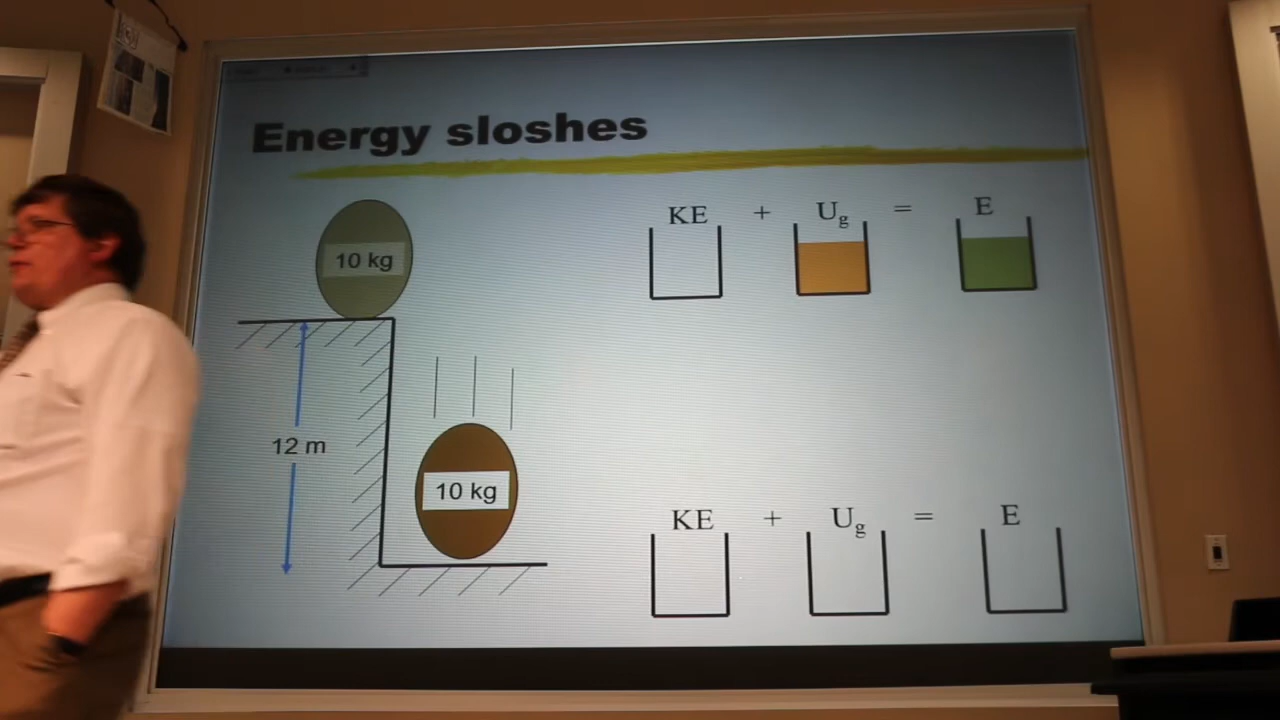 Energy sloshes
KE + Ug = E
10 kg
12 m
10 kg
KE + Ug = E